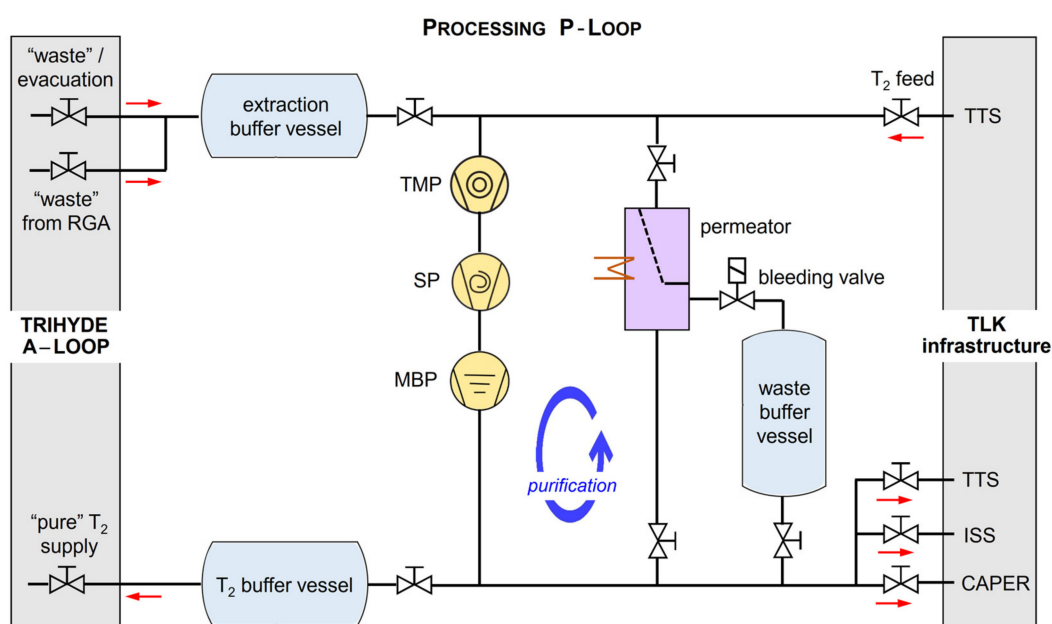 PROCESSING P-LOOP
“waste” /
evacuation
extraction
buffer vessel
T₂ feed
TTS
“waste”
from RGA
TMP
permeator
SP
bleeding valve
TRIHYDE
A–LOOP
TLK
infrastructure
MBP
waste
buffer
vessel
purification
TTS
“pure” T₂
supply
ISS
T₂ buffer vessel
CAPER